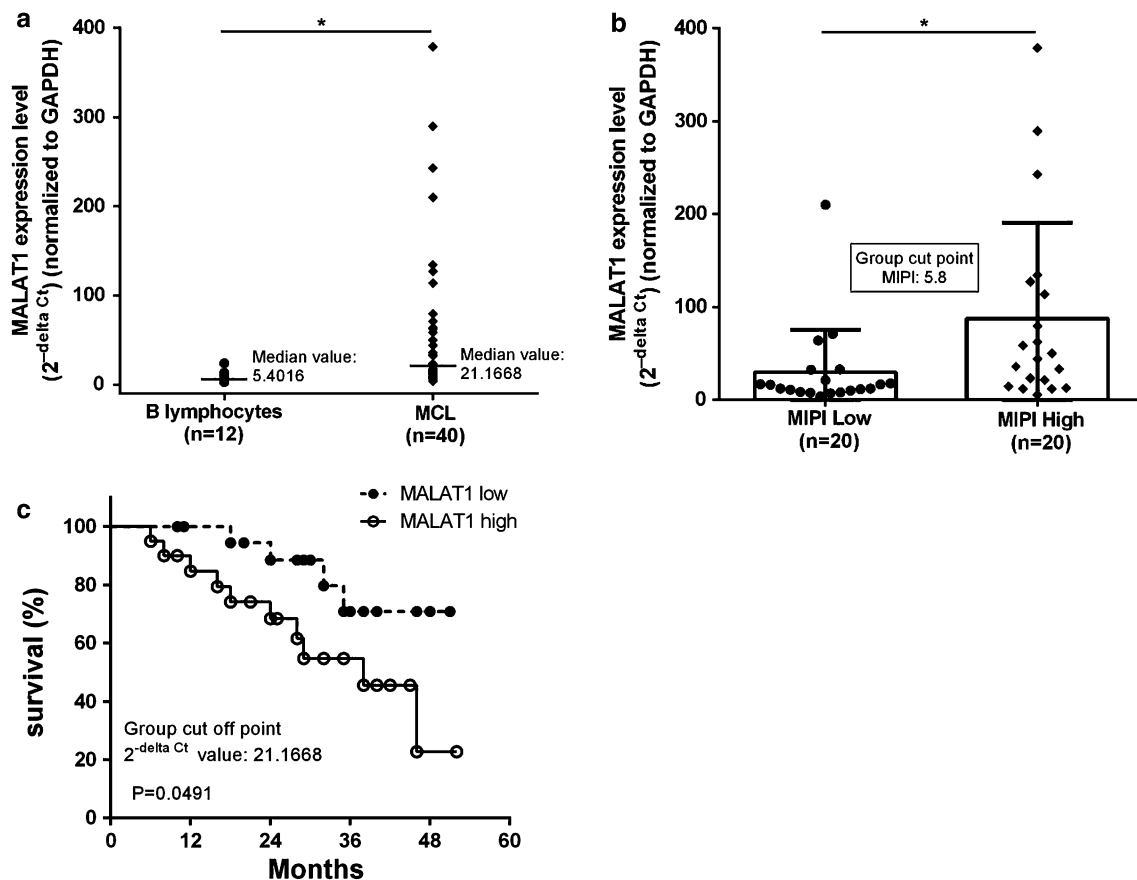 a
*
MALAT1 expression level
(2^–delta Ct) (normalized to GAPDH)
400
300
200
100
0
Median value:
5.4016
Median value:
21.1668
B lymphocytes
(n=12)
MCL
(n=40)
b
*
MALAT1 expression level
(2^–delta Ct) (normalized to GAPDH)
400
300
200
100
0
Group cut point
MIPI: 5.8
MIPI Low
(n=20)
MIPI High
(n=20)
c
MALAT1 low
MALAT1 high
survival (%)
100
80
60
40
20
0
Group cut off point
2^-delta Ct value: 21.1668
P=0.0491
0 12 24 36 48 60
Months